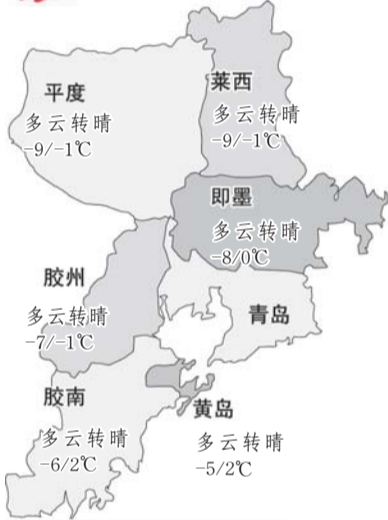 平度
多云转晴
-9/-1℃
莱西
多云转晴
-9/-1℃
即墨
多云转晴
-8/0℃
胶州
多云转晴
-7/-1℃
青岛
胶南
多云转晴
-6/2℃
黄岛
多云转晴
-5/2℃